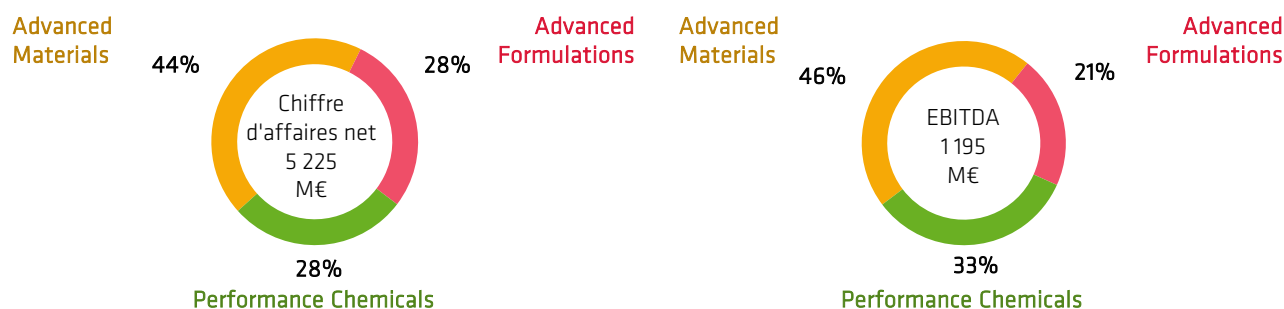 Advanced
Materials
44%
Advanced
Formulations
28%
Chiffre
d'affaires net
5 225
M€
28%
Performance Chemicals
Advanced
Materials
46%
Advanced
Formulations
21%
EBITDA
1 195
M€
33%
Performance Chemicals